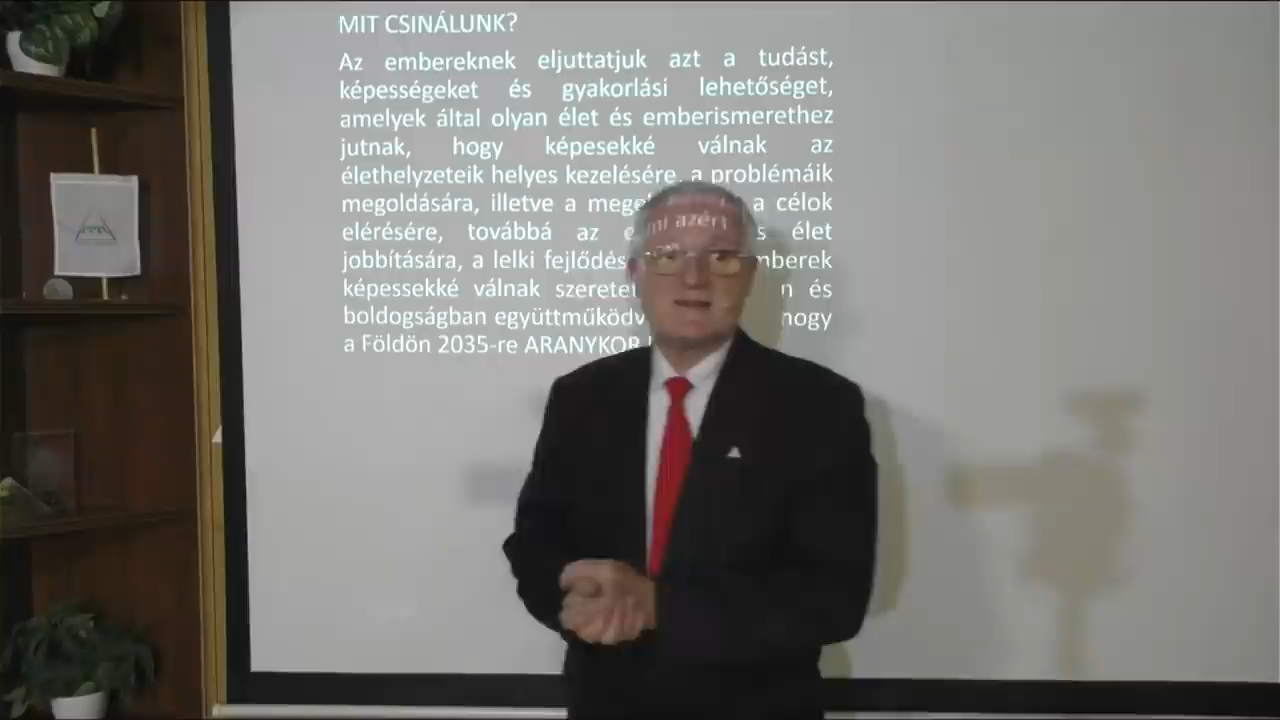 MIT CSINÁLUNK?
Az embereknek eljuttatjuk azt a tudást,
képességeket és gyakorlási lehetőséget,
amelyek által olyan élet és emberismerethez
jutnak, hogy képesekké válnak az
élethelyzeteik helyes kezelésére, a problémáik
megoldására, illetve a a célok
elérésére, továbbá az élet
jobbítására, a lelki
képessekké válnak és
boldogságban hogy
a Földön 2035-re ARANYKOR